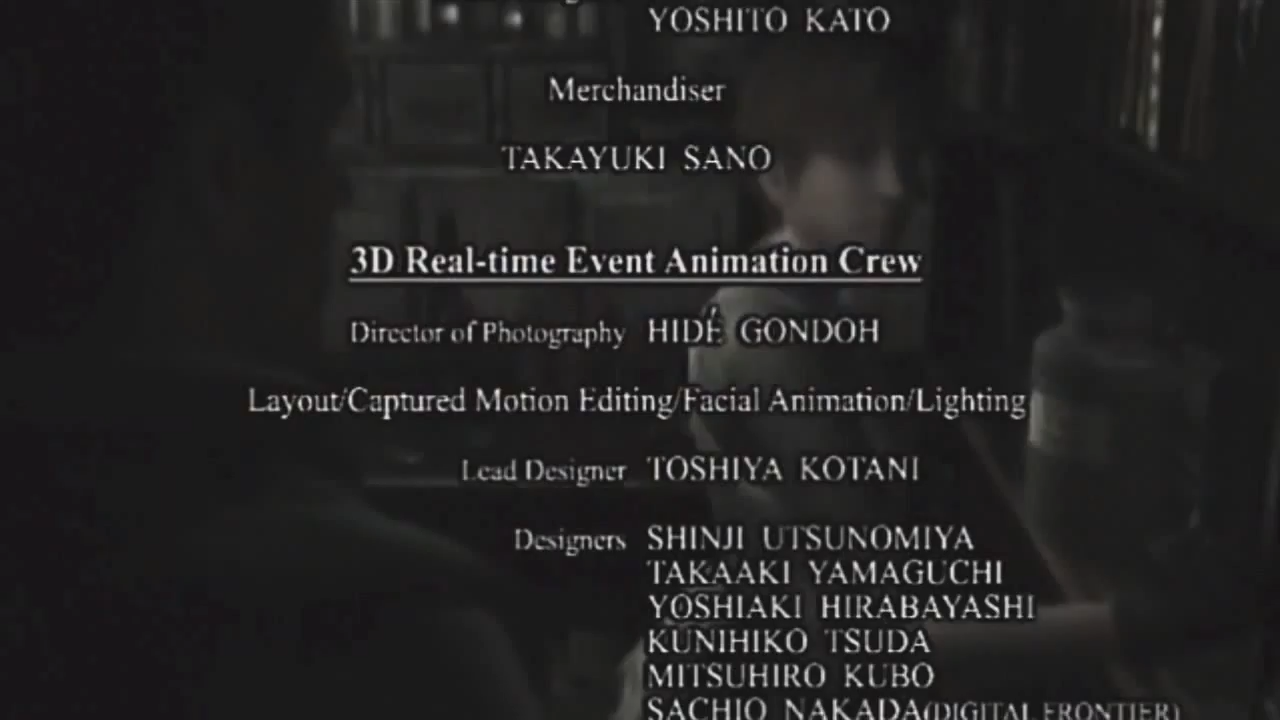 YOSHITO KATO
Merchandiser
TAKAYUKI SANO
3D Real-time Event Animation Crew
Director of Photography HIDÉ GONDOH
Layout/Captured Motion Editing/Facial Animation/Lighting
Lead Designer TOSHIYA KOTANI
Designers SHINJI UTSUNOMIYA
TAKAAKI YAMAGUCHI
YOSHIAKI HIRABAYASHI
KUNIHIKO TSUDA
MITSUHIRO KUBO
SACHIO NAKADA(DIGITAL FRONTIER)